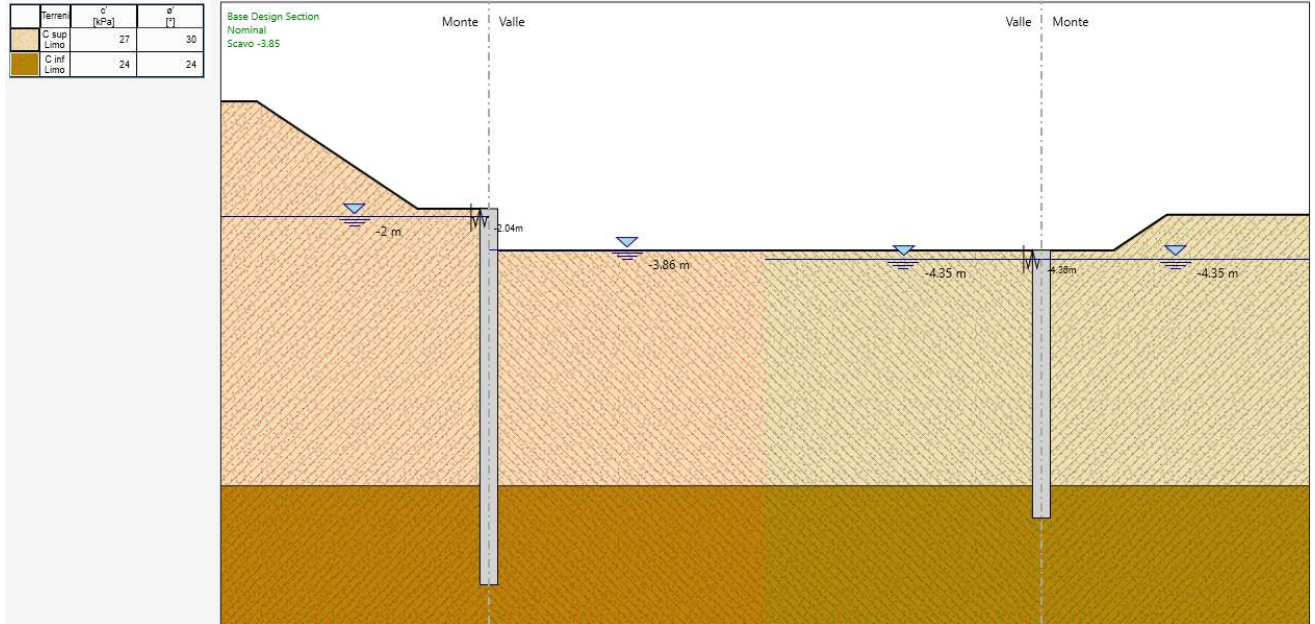 Terreni c' ø'
[kPa] [°]
C sup
Limo 27 30
C inf
Limo 24 24
Base Design Section
Nominal
Scavo -3.85
Monte Valle
Valle Monte
-2 m
-2.04m
-3.86 m
-4.35 m
-4.36m
-4.35 m